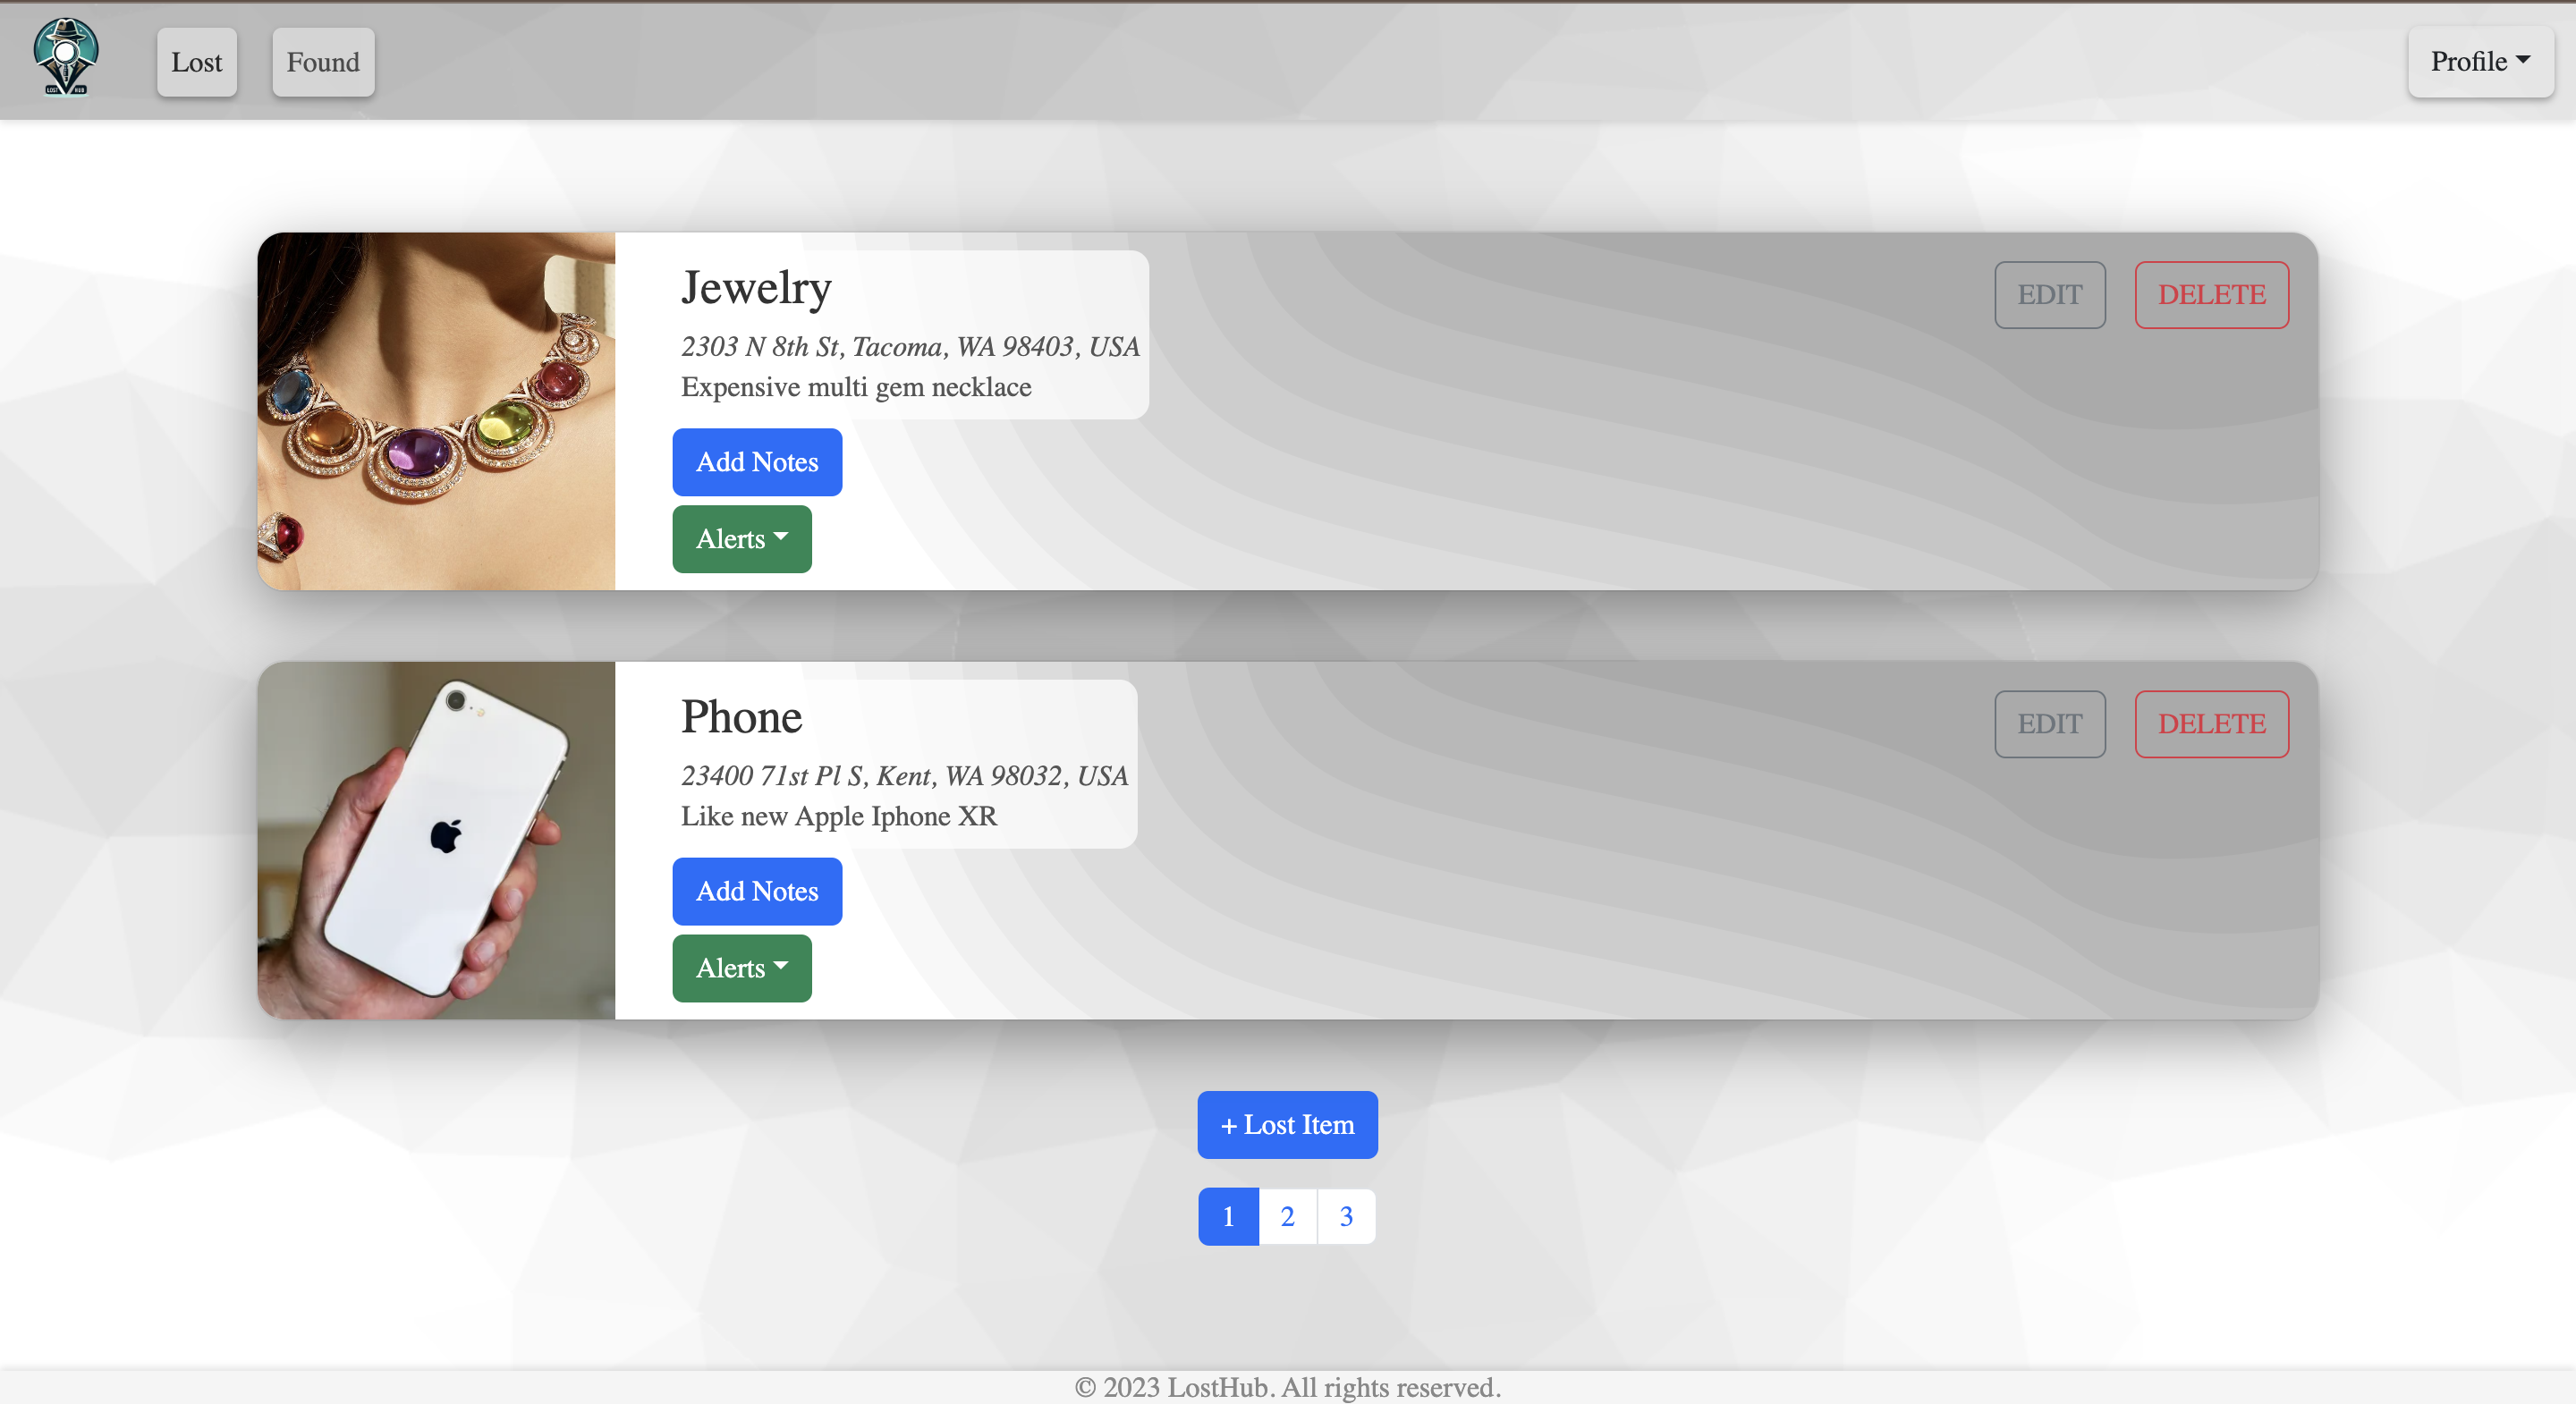 LOST HUB
Lost
Found
Profile
Jewelry
EDIT
DELETE
2303 N 8th St, Tacoma, WA 98403, USA
Expensive multi gem necklace
Add Notes
Alerts
Phone
EDIT
DELETE
23400 71st Pl S, Kent, WA 98032, USA
Like new Apple Iphone XR
Add Notes
Alerts
+ Lost Item
1 2 3
© 2023 LostHub. All rights reserved.